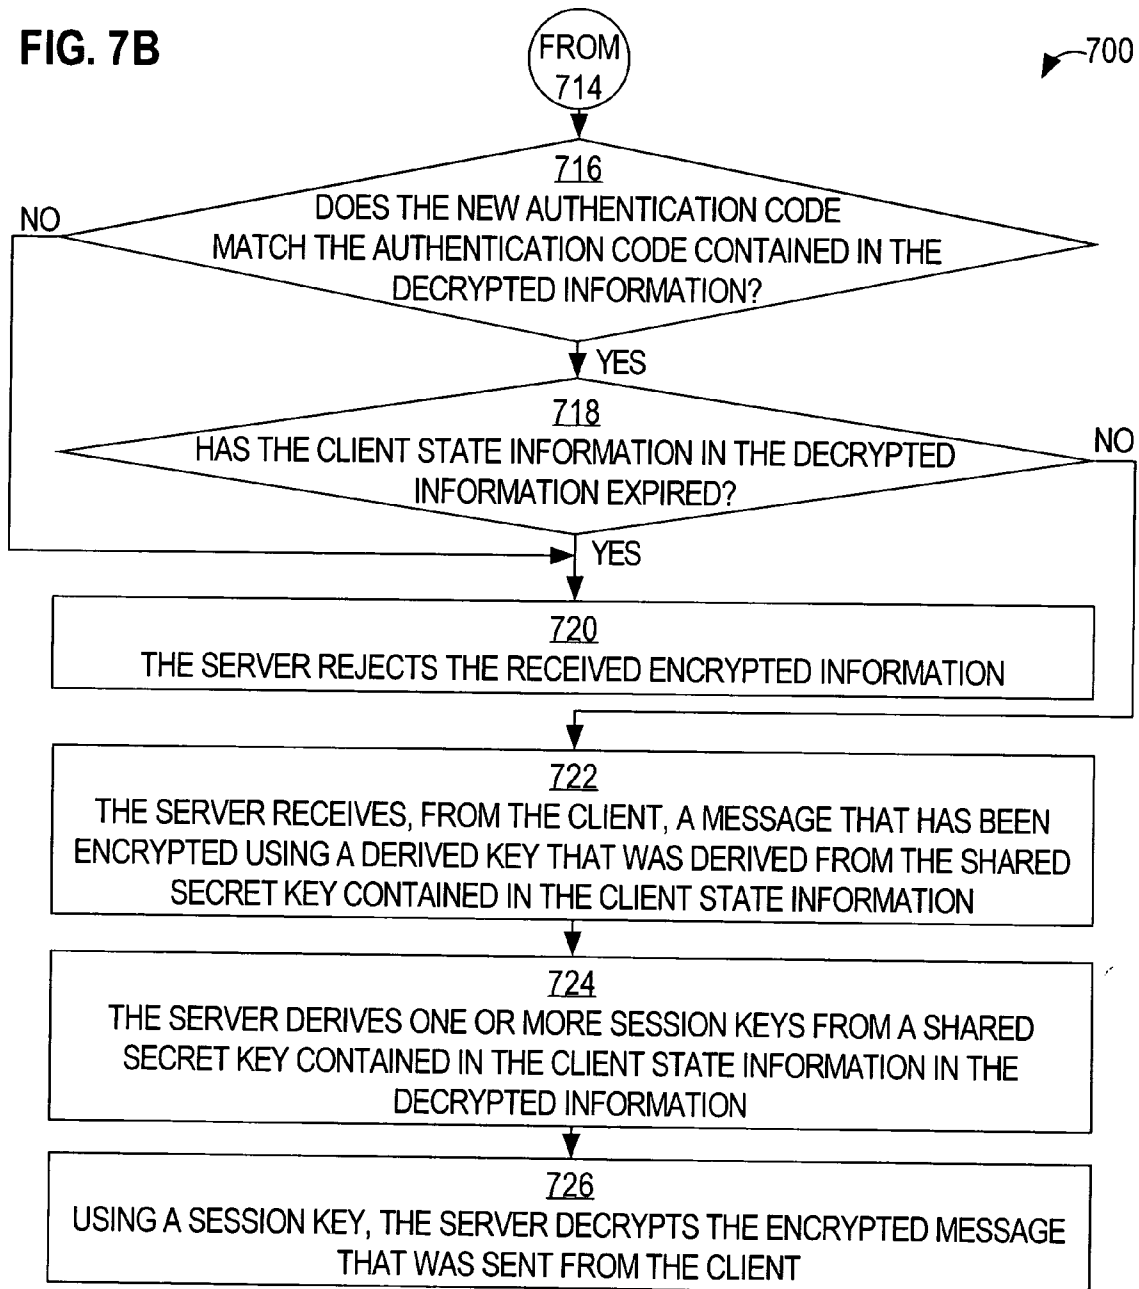 FIG. 7B
FROM
714
700
716
DOES THE NEW AUTHENTICATION CODE
MATCH THE AUTHENTICATION CODE CONTAINED IN THE
DECRYPTED INFORMATION?
NO
YES
718
HAS THE CLIENT STATE INFORMATION IN THE DECRYPTED
INFORMATION EXPIRED?
NO
YES
720
THE SERVER REJECTS THE RECEIVED ENCRYPTED INFORMATION
722
THE SERVER RECEIVES, FROM THE CLIENT, A MESSAGE THAT HAS BEEN
ENCRYPTED USING A DERIVED KEY THAT WAS DERIVED FROM THE SHARED
SECRET KEY CONTAINED IN THE CLIENT STATE INFORMATION
724
THE SERVER DERIVES ONE OR MORE SESSION KEYS FROM A SHARED
SECRET KEY CONTAINED IN THE CLIENT STATE INFORMATION IN THE
DECRYPTED INFORMATION
726
USING A SESSION KEY, THE SERVER DECRYPTS THE ENCRYPTED MESSAGE
THAT WAS SENT FROM THE CLIENT